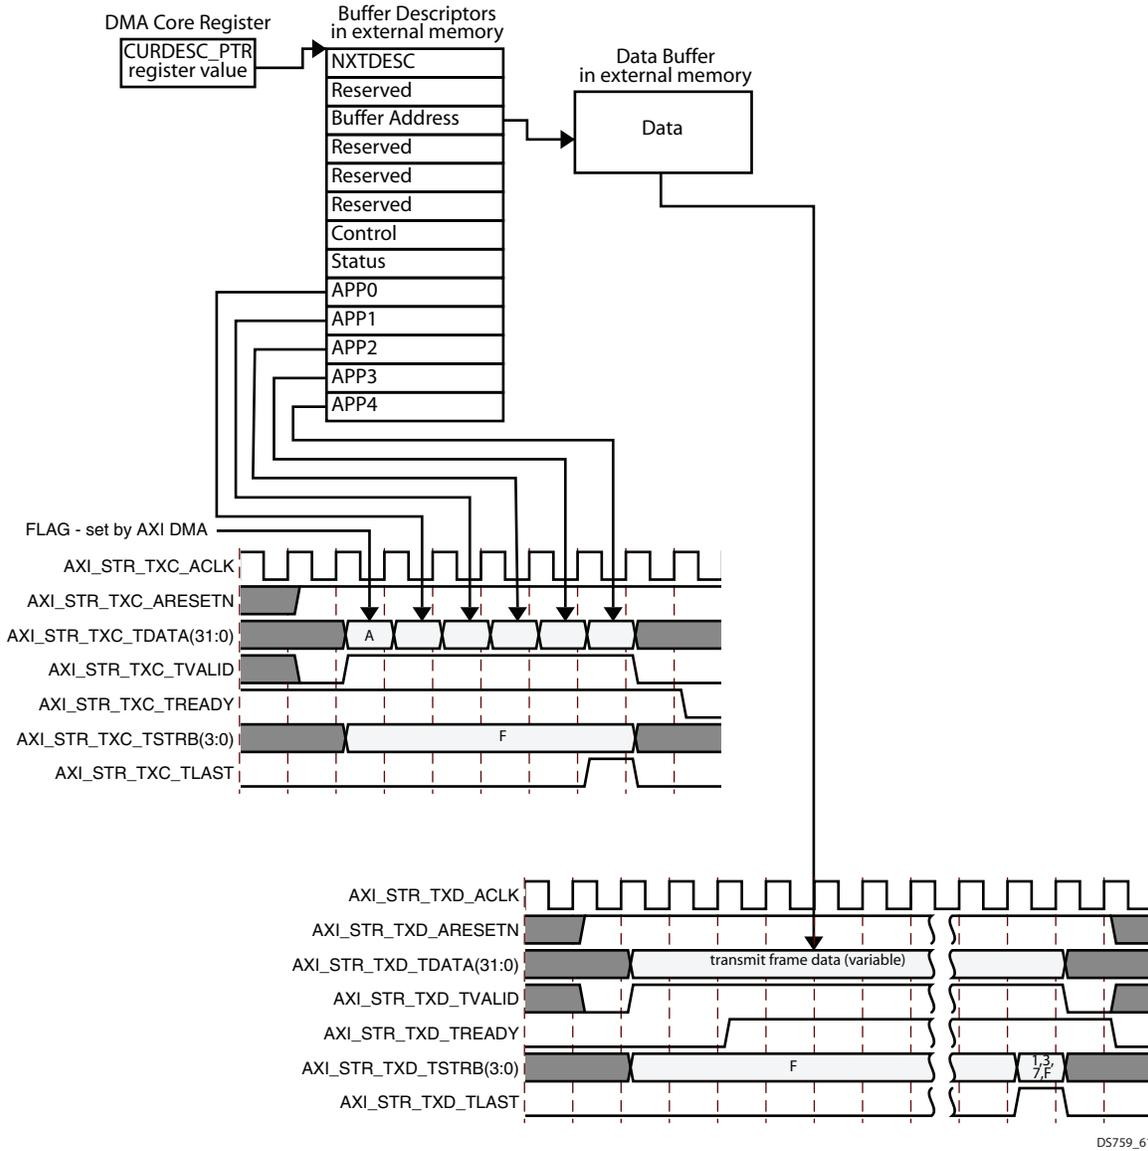 DMA Core Register
CURDESC_PTR
register value
Buffer Descriptors
in external memory
NXTDESC
Reserved
Buffer Address
Reserved
Reserved
Reserved
Control
Status
APP0
APP1
APP2
APP3
APP4
Data Buffer
in external memory
Data
FLAG - set by AXI DMA
AXI_STR_TXC_ACLK
AXI_STR_TXC_ARESETN
AXI_STR_TXC_TDATA(31:0)
A
AXI_STR_TXC_TVALID
AXI_STR_TXC_TREADY
AXI_STR_TXC_TSTRB(3:0)
F
AXI_STR_TXC_TLAST
AXI_STR_TXD_ACLK
AXI_STR_TXD_ARESETN
AXI_STR_TXD_TDATA(31:0)
transmit frame data (variable)
AXI_STR_TXD_TVALID
AXI_STR_TXD_TREADY
AXI_STR_TXD_TSTRB(3:0)
F
1,3,
7,F
AXI_STR_TXD_TLAST
DS759_6